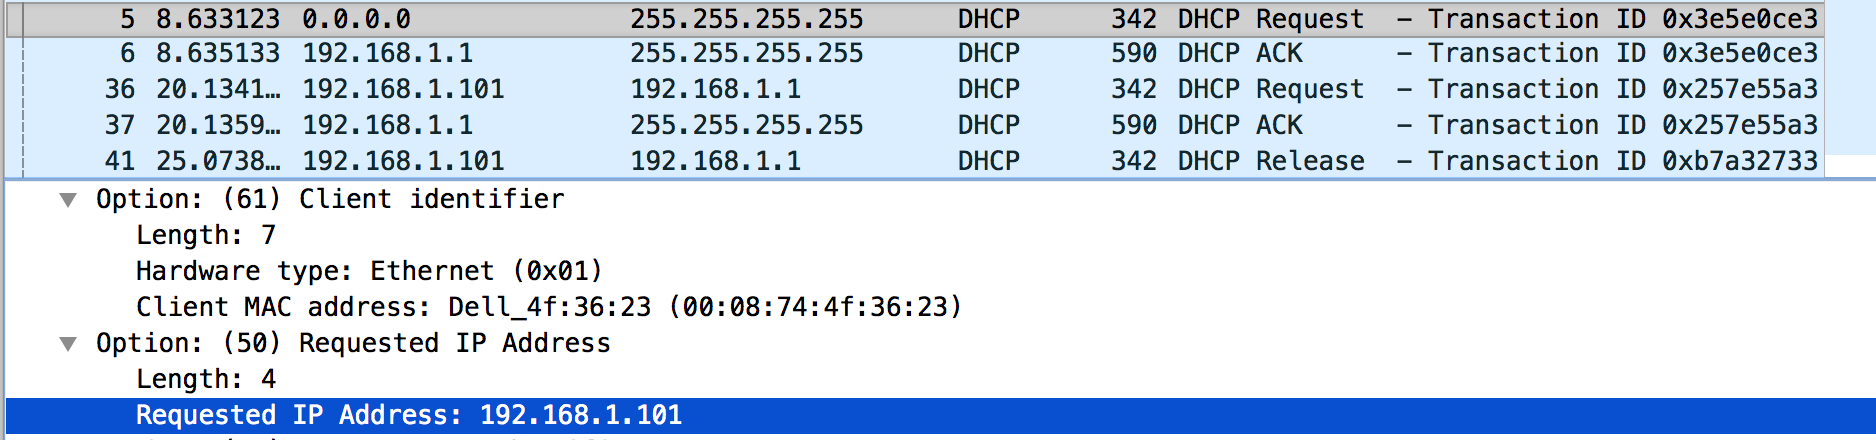 5 8.633123 0.0.0.0 255.255.255.255 DHCP 342 DHCP Request – Transaction ID 0x3e5e0ce3
6 8.635133 192.168.1.1 255.255.255.255 DHCP 590 DHCP ACK – Transaction ID 0x3e5e0ce3
36 20.1341… 192.168.1.101 192.168.1.1 DHCP 342 DHCP Request – Transaction ID 0x257e55a3
37 20.1359… 192.168.1.1 255.255.255.255 DHCP 590 DHCP ACK – Transaction ID 0x257e55a3
41 25.0738… 192.168.1.101 192.168.1.1 DHCP 342 DHCP Release – Transaction ID 0xb7a32733
Option: (61) Client identifier
Length: 7
Hardware type: Ethernet (0x01)
Client MAC address: Dell_4f:36:23 (00:08:74:4f:36:23)
Option: (50) Requested IP Address
Length: 4
Requested IP Address: 192.168.1.101